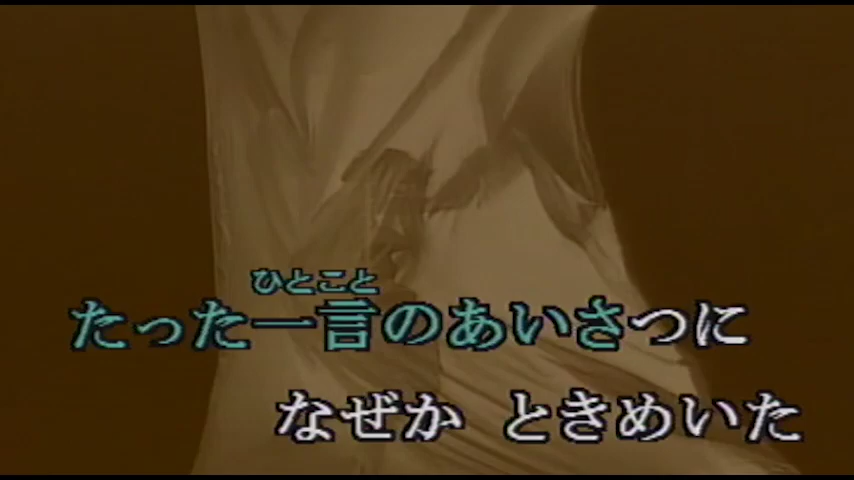 ひとこと
たった一言のあいさつに
なぜか ときめいた